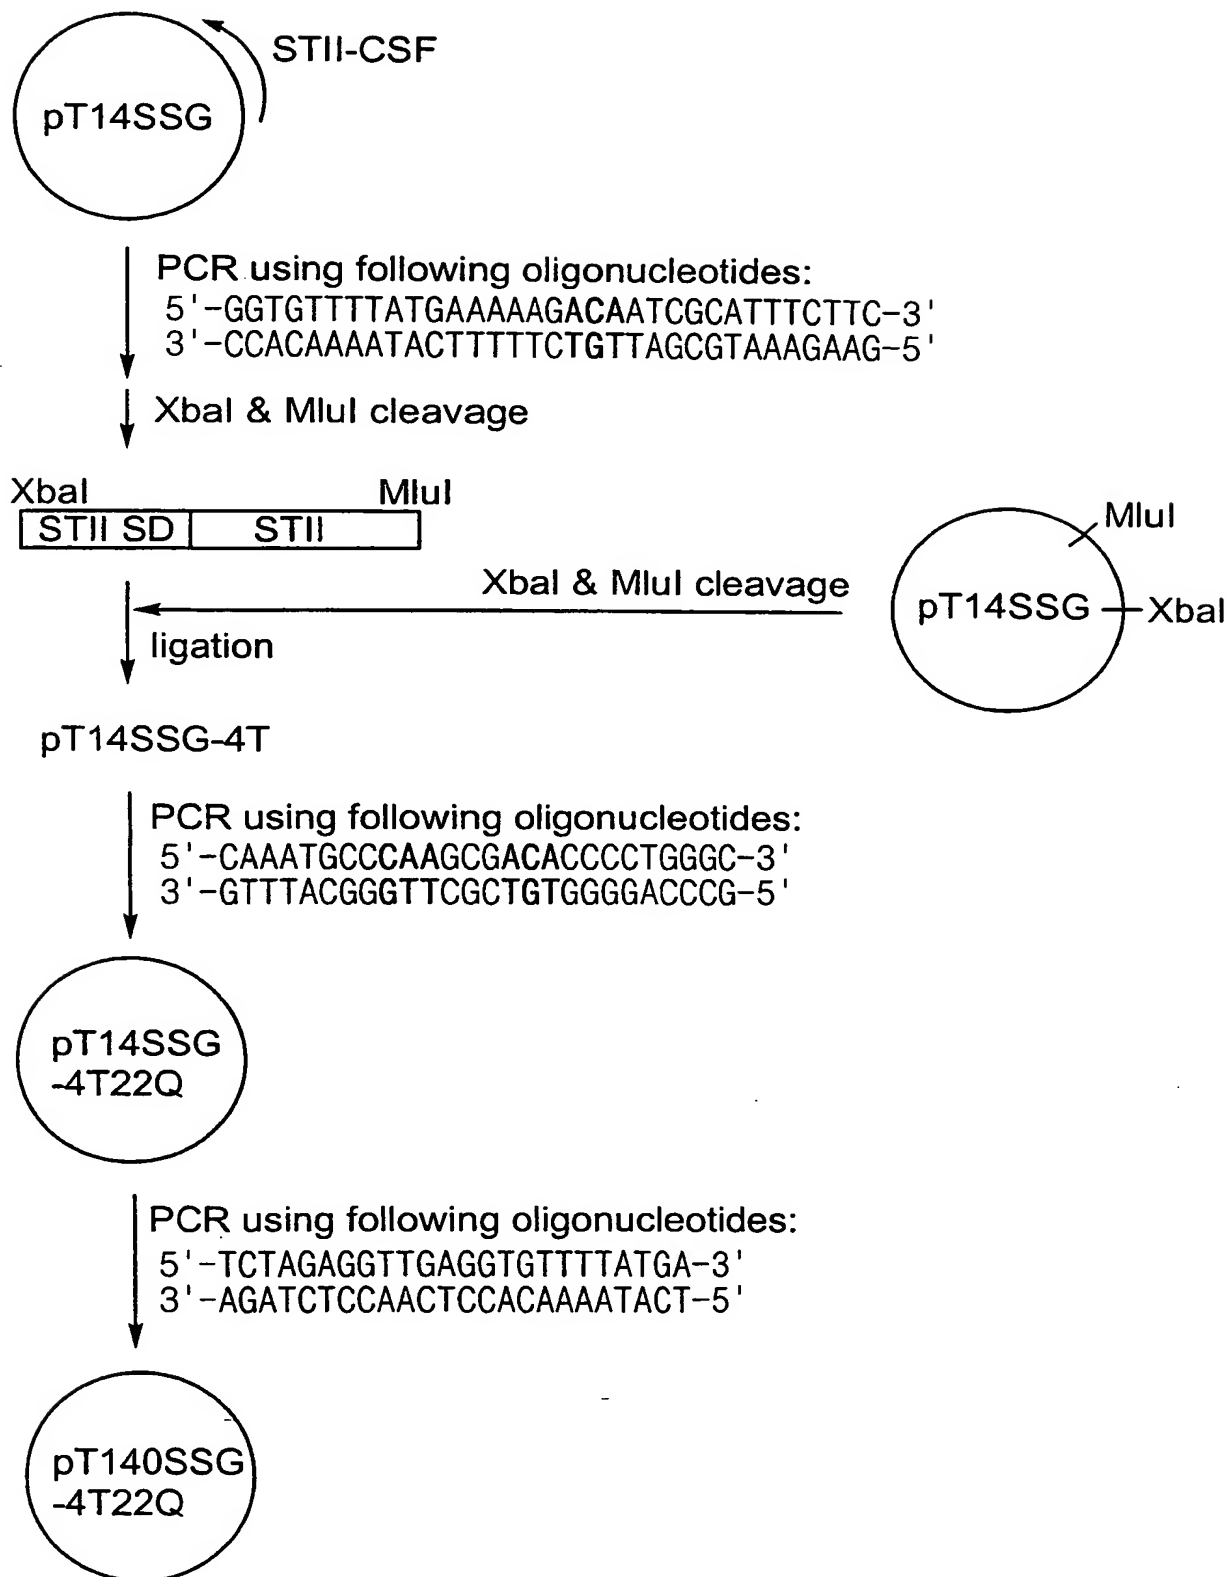 STII-CSF
pT14SSG
PCR using following oligonucleotides:
5'-GGTGTTTTATGAAAAAGACAATCGCATTTCTTC-3'
3'-CCACAAAATACTTTTTCTGTTAGCGTAAAGAAG-5'
XbaI & MluI cleavage
XbaI
MluI
STII SD
STII
MluI
XbaI & MluI cleavage
pT14SSG
XbaI
ligation
pT14SSG-4T
PCR using following oligonucleotides:
5'-CAAATGCCCAAGCGACACCCCTGGGC-3'
3'-GTTTACGGGTTCGCTGTGGGGACCCG-5'
pT14SSG
-4T22Q
PCR using following oligonucleotides:
5'-TCTAGAGGTTGAGGTGTTTTATGA-3'
3'-AGATCTCCAACTCCACAAAATACT-5'
pT140SSG
-4T22Q